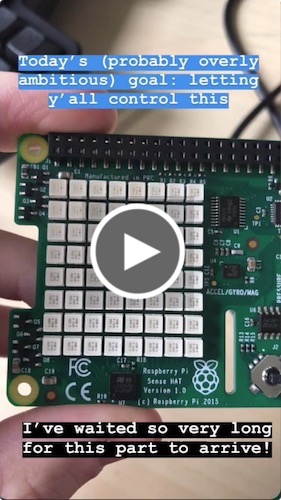 Today's (probably overly
ambitious) goal: letting
y'all control this
Manufactured in PRC
ACCEL/GYRO/MAG
PRESSURE
FC
CE
Raspberry Pi
Sense HAT
Version 1.0
(c) Raspberry Pi 2015
I've waited so very long
for this part to arrive!